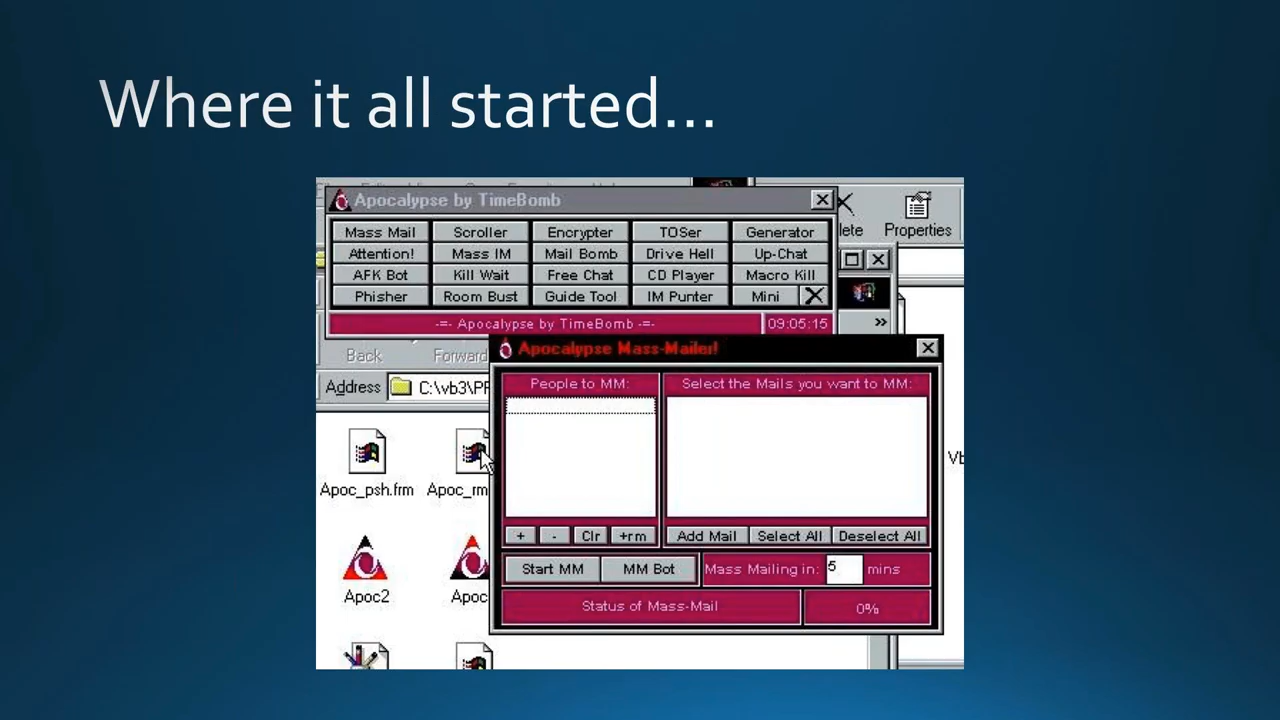 Where it all started...
Apocalypse by TimeBomb
Mass Mail Scroller Encrypter TOSer Generator
Attention! Mass IM Mail Bomb Drive Hell Up-Chat
AFK Bot Kill Wait Free Chat CD Player Macro Kill
Phisher Room Bust Guide Tool IM Punter Mini
-=- Apocalypse by TimeBomb -=- 09:05:15
lete Properties
Back Forward
Address C:\vb3\PR
Apoc_psh.frm Apoc_rm
Apoc2 Apoc
Apocalypse Mass-Mailer!
People to MM: Select the Mails you want to MM:
+ - Clr +rm Add Mail Select All Deselect All
Start MM MM Bot Mass Mailing in: 5 mins
Status of Mass-Mail 0%